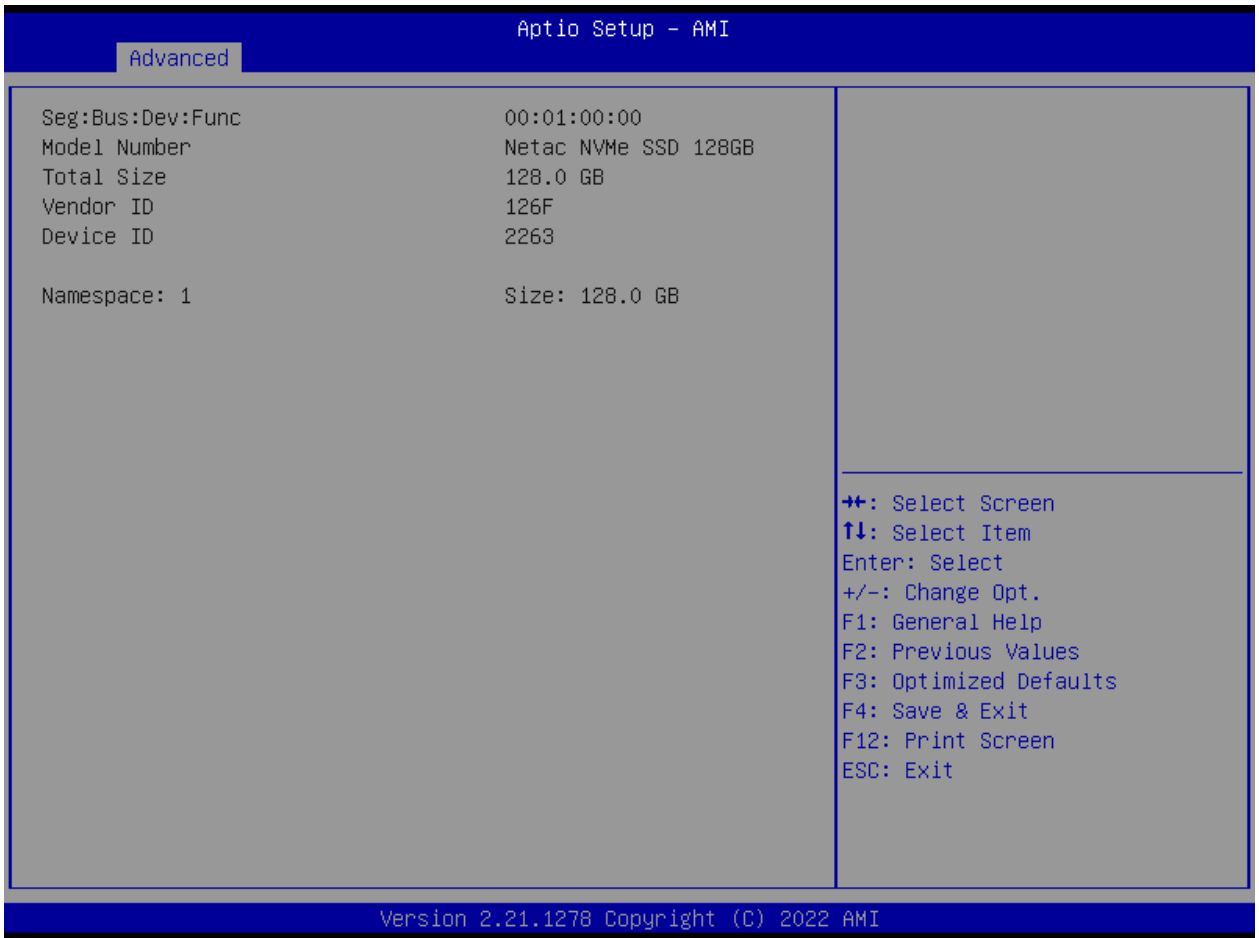 Aptio Setup – AMI
Advanced
Seg:Bus:Dev:Func 00:01:00:00
Model Number Netac NVMe SSD 128GB
Total Size 128.0 GB
Vendor ID 126F
Device ID 2263
Namespace: 1 Size: 128.0 GB
→←: Select Screen
↑↓: Select Item
Enter: Select
+/-: Change Opt.
F1: General Help
F2: Previous Values
F3: Optimized Defaults
F4: Save & Exit
F12: Print Screen
ESC: Exit
Version 2.21.1278 Copyright (C) 2022 AMI